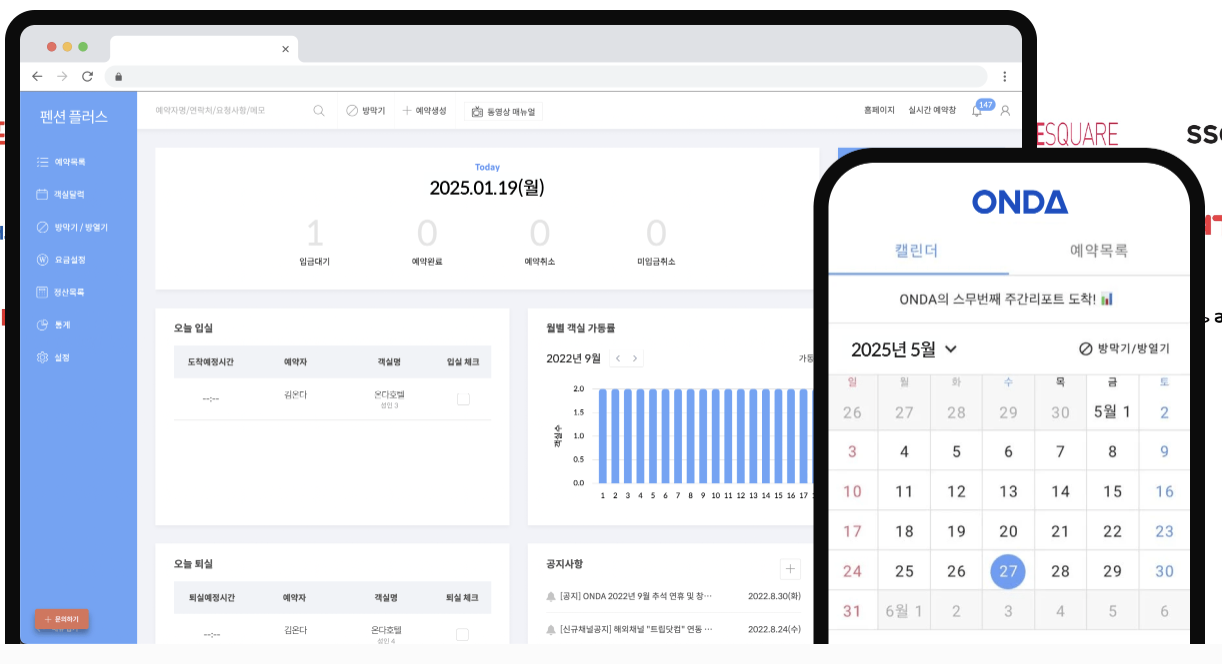 펜션 플러스
예약자명/연락처/요청사항/메모
방막기
예약생성
동영상 매뉴얼
홈페이지
실시간 예약창
147
예약목록
객실달력
방막기 / 방열기
요금설정
정산목록
통계
설정
+ 문의하기
Today
2025.01.19(월)
1 0 0 0
입금대기 예약완료 예약취소 미입금취소
오늘 입실
도착예정시간 예약자 객실명 입실 체크
--:-- 김온다 온다호텔
성인 3
월별 객실 가동률
2022년 9월
객실수
2.0
1.5
1.0
0.5
0.0
1 2 3 4 5 6 7 8 9 10 11 12 13 14 15 16 17
오늘 퇴실
퇴실예정시간 예약자 객실명 퇴실 체크
--:-- 김온다 온다호텔
성인 4
공지사항
[공지] ONDA 2022년 9월 추석 연휴 및 창… 2022.8.30(화)
[신규채널공지] 해외채널 "트립닷컴" 연동 … 2022.8.24(수)
ESQUARE
ONDA
캘린더 예약목록
ONDA의 스무번째 주간리포트 도착!
2025년 5월
방막기/방열기
일 월 화 수 목 금 토
26 27 28 29 30 5월 1 2
3 4 5 6 7 8 9
10 11 12 13 14 15 16
17 18 19 20 21 22 23
24 25 26 27 28 29 30
31 6월 1 2 3 4 5 6